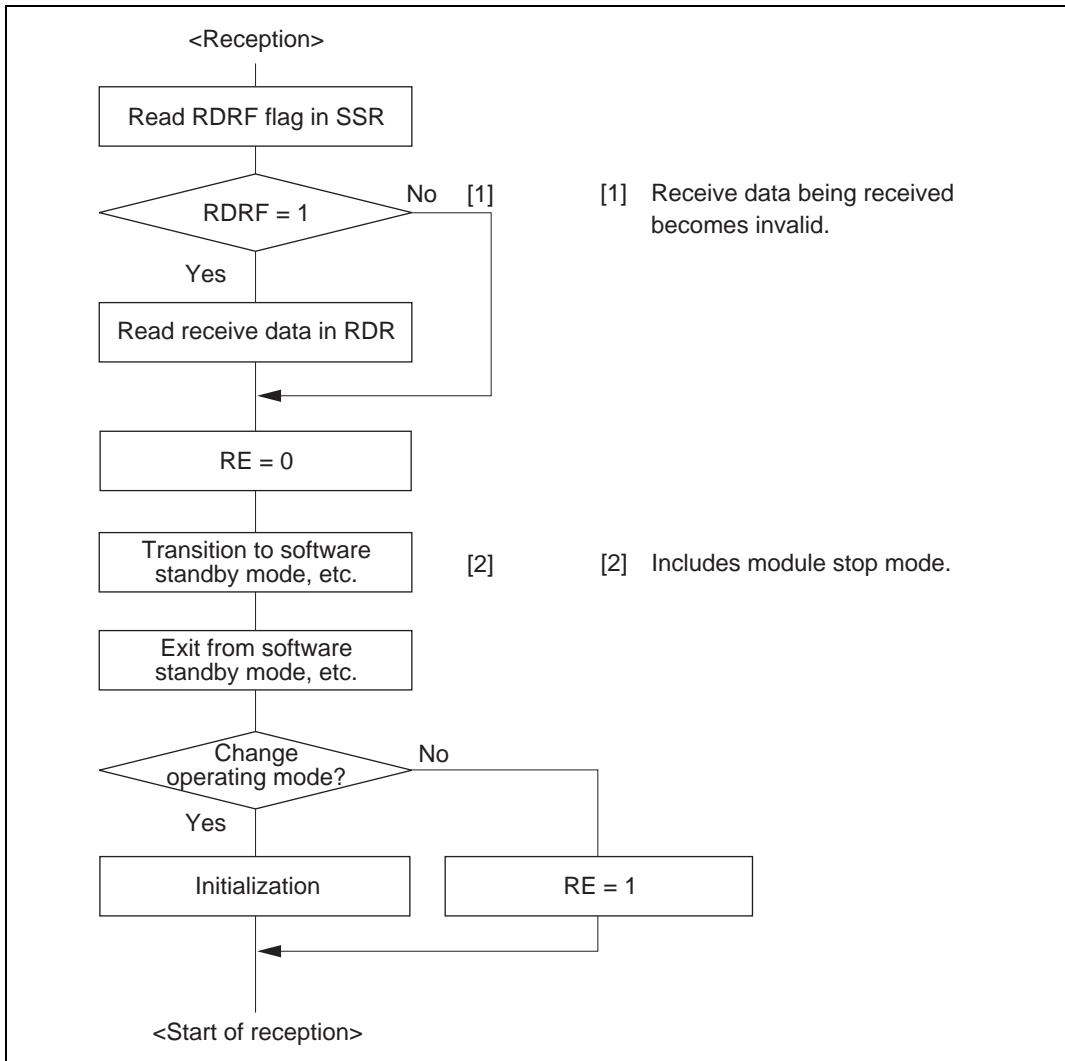 <Reception>
Read RDRF flag in SSR
RDRF = 1
No [1]
[1] Receive data being received
becomes invalid.
Yes
Read receive data in RDR
RE = 0
Transition to software
standby mode, etc.
[2]
[2] Includes module stop mode.
Exit from software
standby mode, etc.
Change
operating mode?
No
Yes
Initialization
RE = 1
<Start of reception>